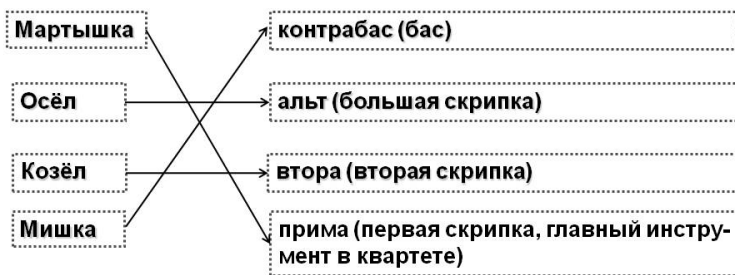 Мартышка
контрабас (бас)
Осёл
альт (большая скрипка)
Козёл
втора (вторая скрипка)
Мишка
прима (первая скрипка, главный инстру-
мент в квартете)